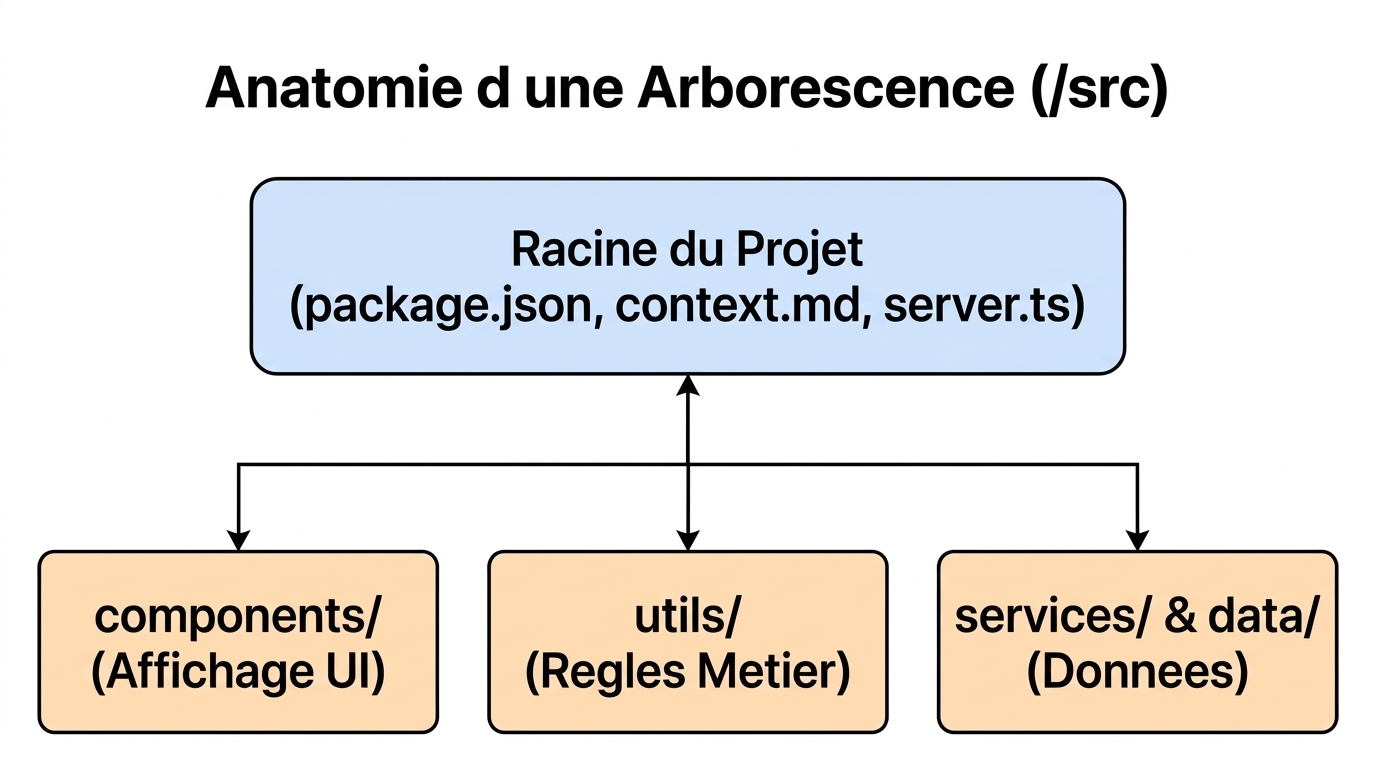 Anatomie d une Arborescence (/src)
Racine du Projet
(package.json, context.md, server.ts)
components/
(Affichage UI)
utils/
(Regles Metier)
services/ & data/
(Donnees)